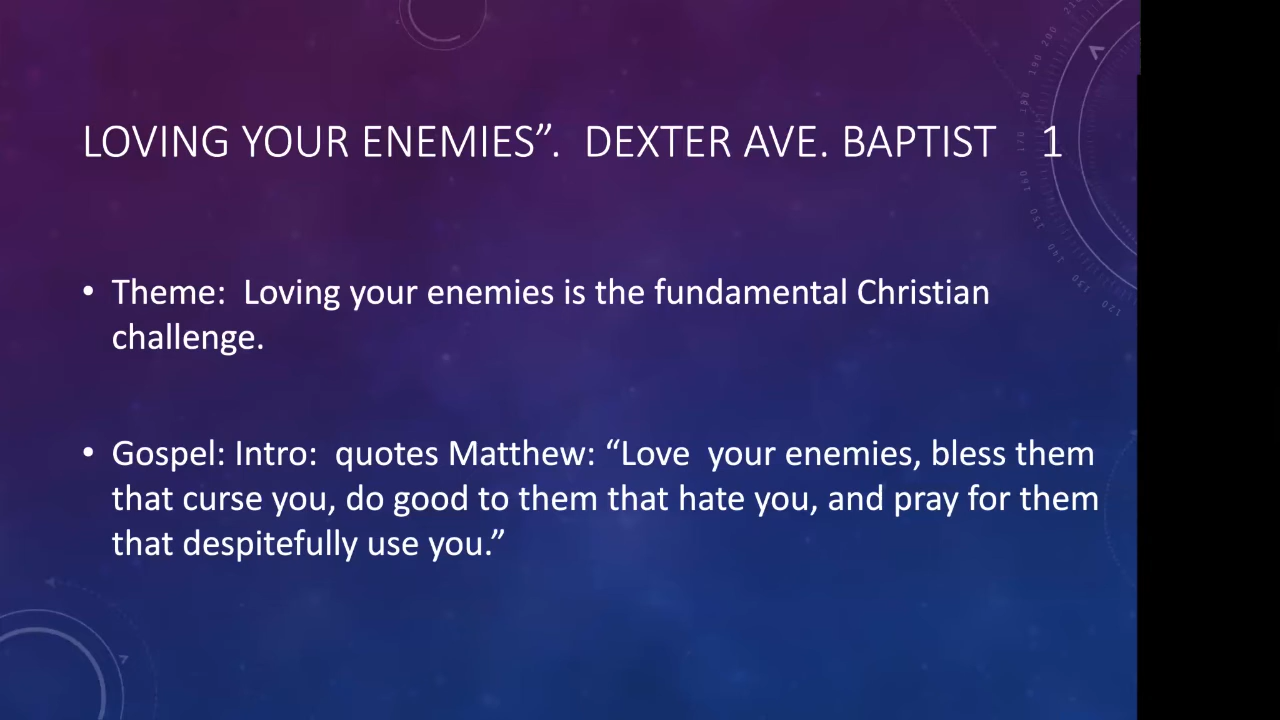 LOVING YOUR ENEMIES”. DEXTER AVE. BAPTIST 1
• Theme: Loving your enemies is the fundamental Christian
challenge.
• Gospel: Intro: quotes Matthew: “Love your enemies, bless them
that curse you, do good to them that hate you, and pray for them
that despitefully use you.”